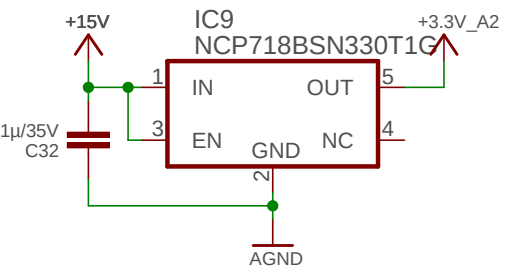 +15V
IC9
NCP718BSN330T1G
+3.3V_A2
1
IN
OUT
5
3
EN
NC
4
GND
2
1µ/35V
C32
AGND